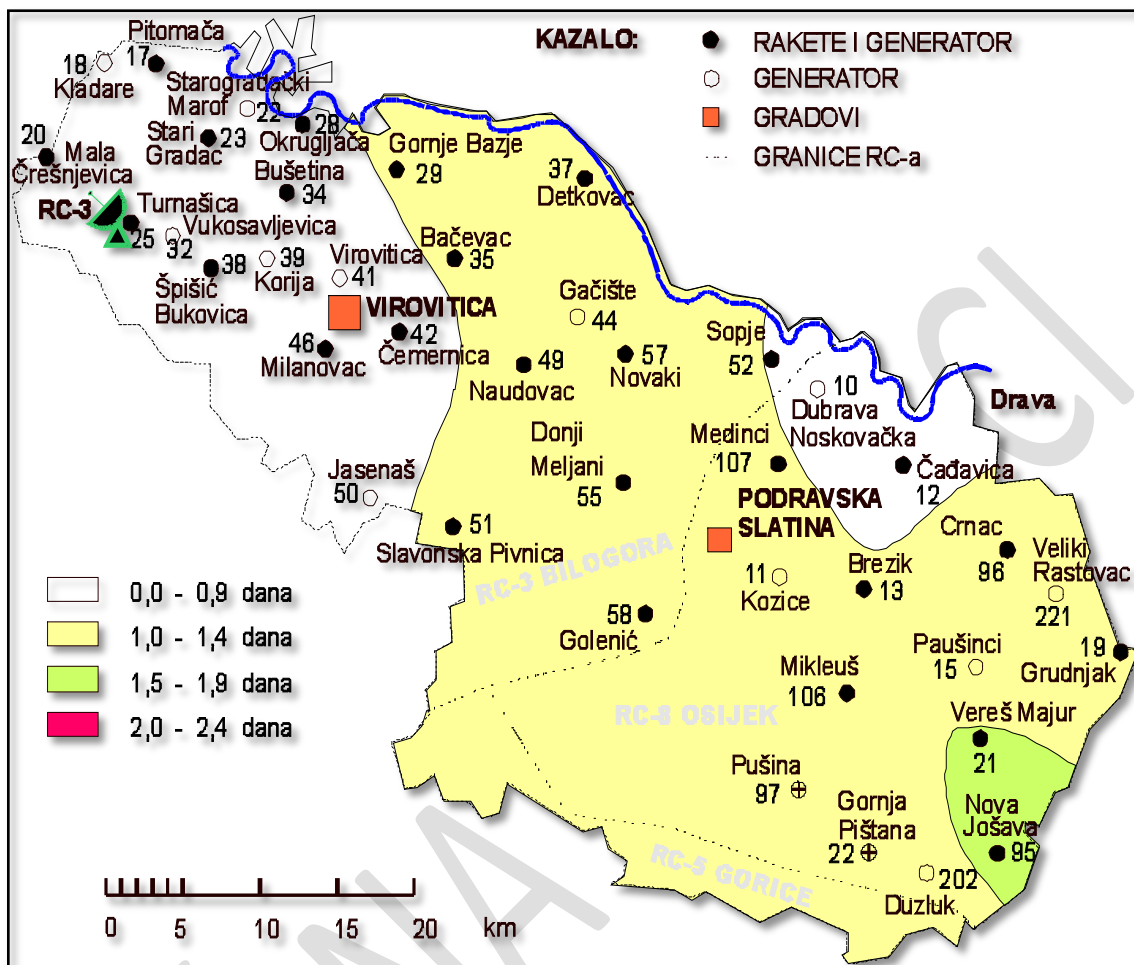 KAZALO:
RAKETE I GENERATOR
GENERATOR
GRADOVI
GRANICE RC-a
Pitomača
17
18
Kladare
Starogradački
Marof
22
Stari
Gradac
23
28
Okrugljača
20
Mala
Črešnjevica
Bušetina
34
Gornje Bazje
29
37
Detkovac
RC-3
Turnašica
25
Vukosavljevica
32
38
Špišić
Bukovica
39
Korija
Virovitica
41
VIROVITICA
42
Čemernica
46
Milanovac
Bačevac
35
Gačište
44
49
Naudovac
57
Novaki
Sopje
52
10
Dubrava
Noskovačka
Drava
Donji
Meljani
55
Medinci
107
Čađavica
12
Jasenaš
50
51
Slavonska Pivnica
PODRAVSKA
SLATINA
Crnac
96
Veliki
Rastovac
221
RC-3 BILOGORA
11
Kozice
Brezik
13
58
Golenić
Paušinci
15
19
Grudnjak
Mikleuš
106
RC-8 OSIJEK
Vereš Majur
21
Pušina
97
Gornja
Pištana
22
Nova
Jošava
95
RC-5 GORICE
202
Duzluk
0,0 - 0,9 dana
1,0 - 1,4 dana
1,5 - 1,9 dana
2,0 - 2,4 dana
0 5 10 15 20 km